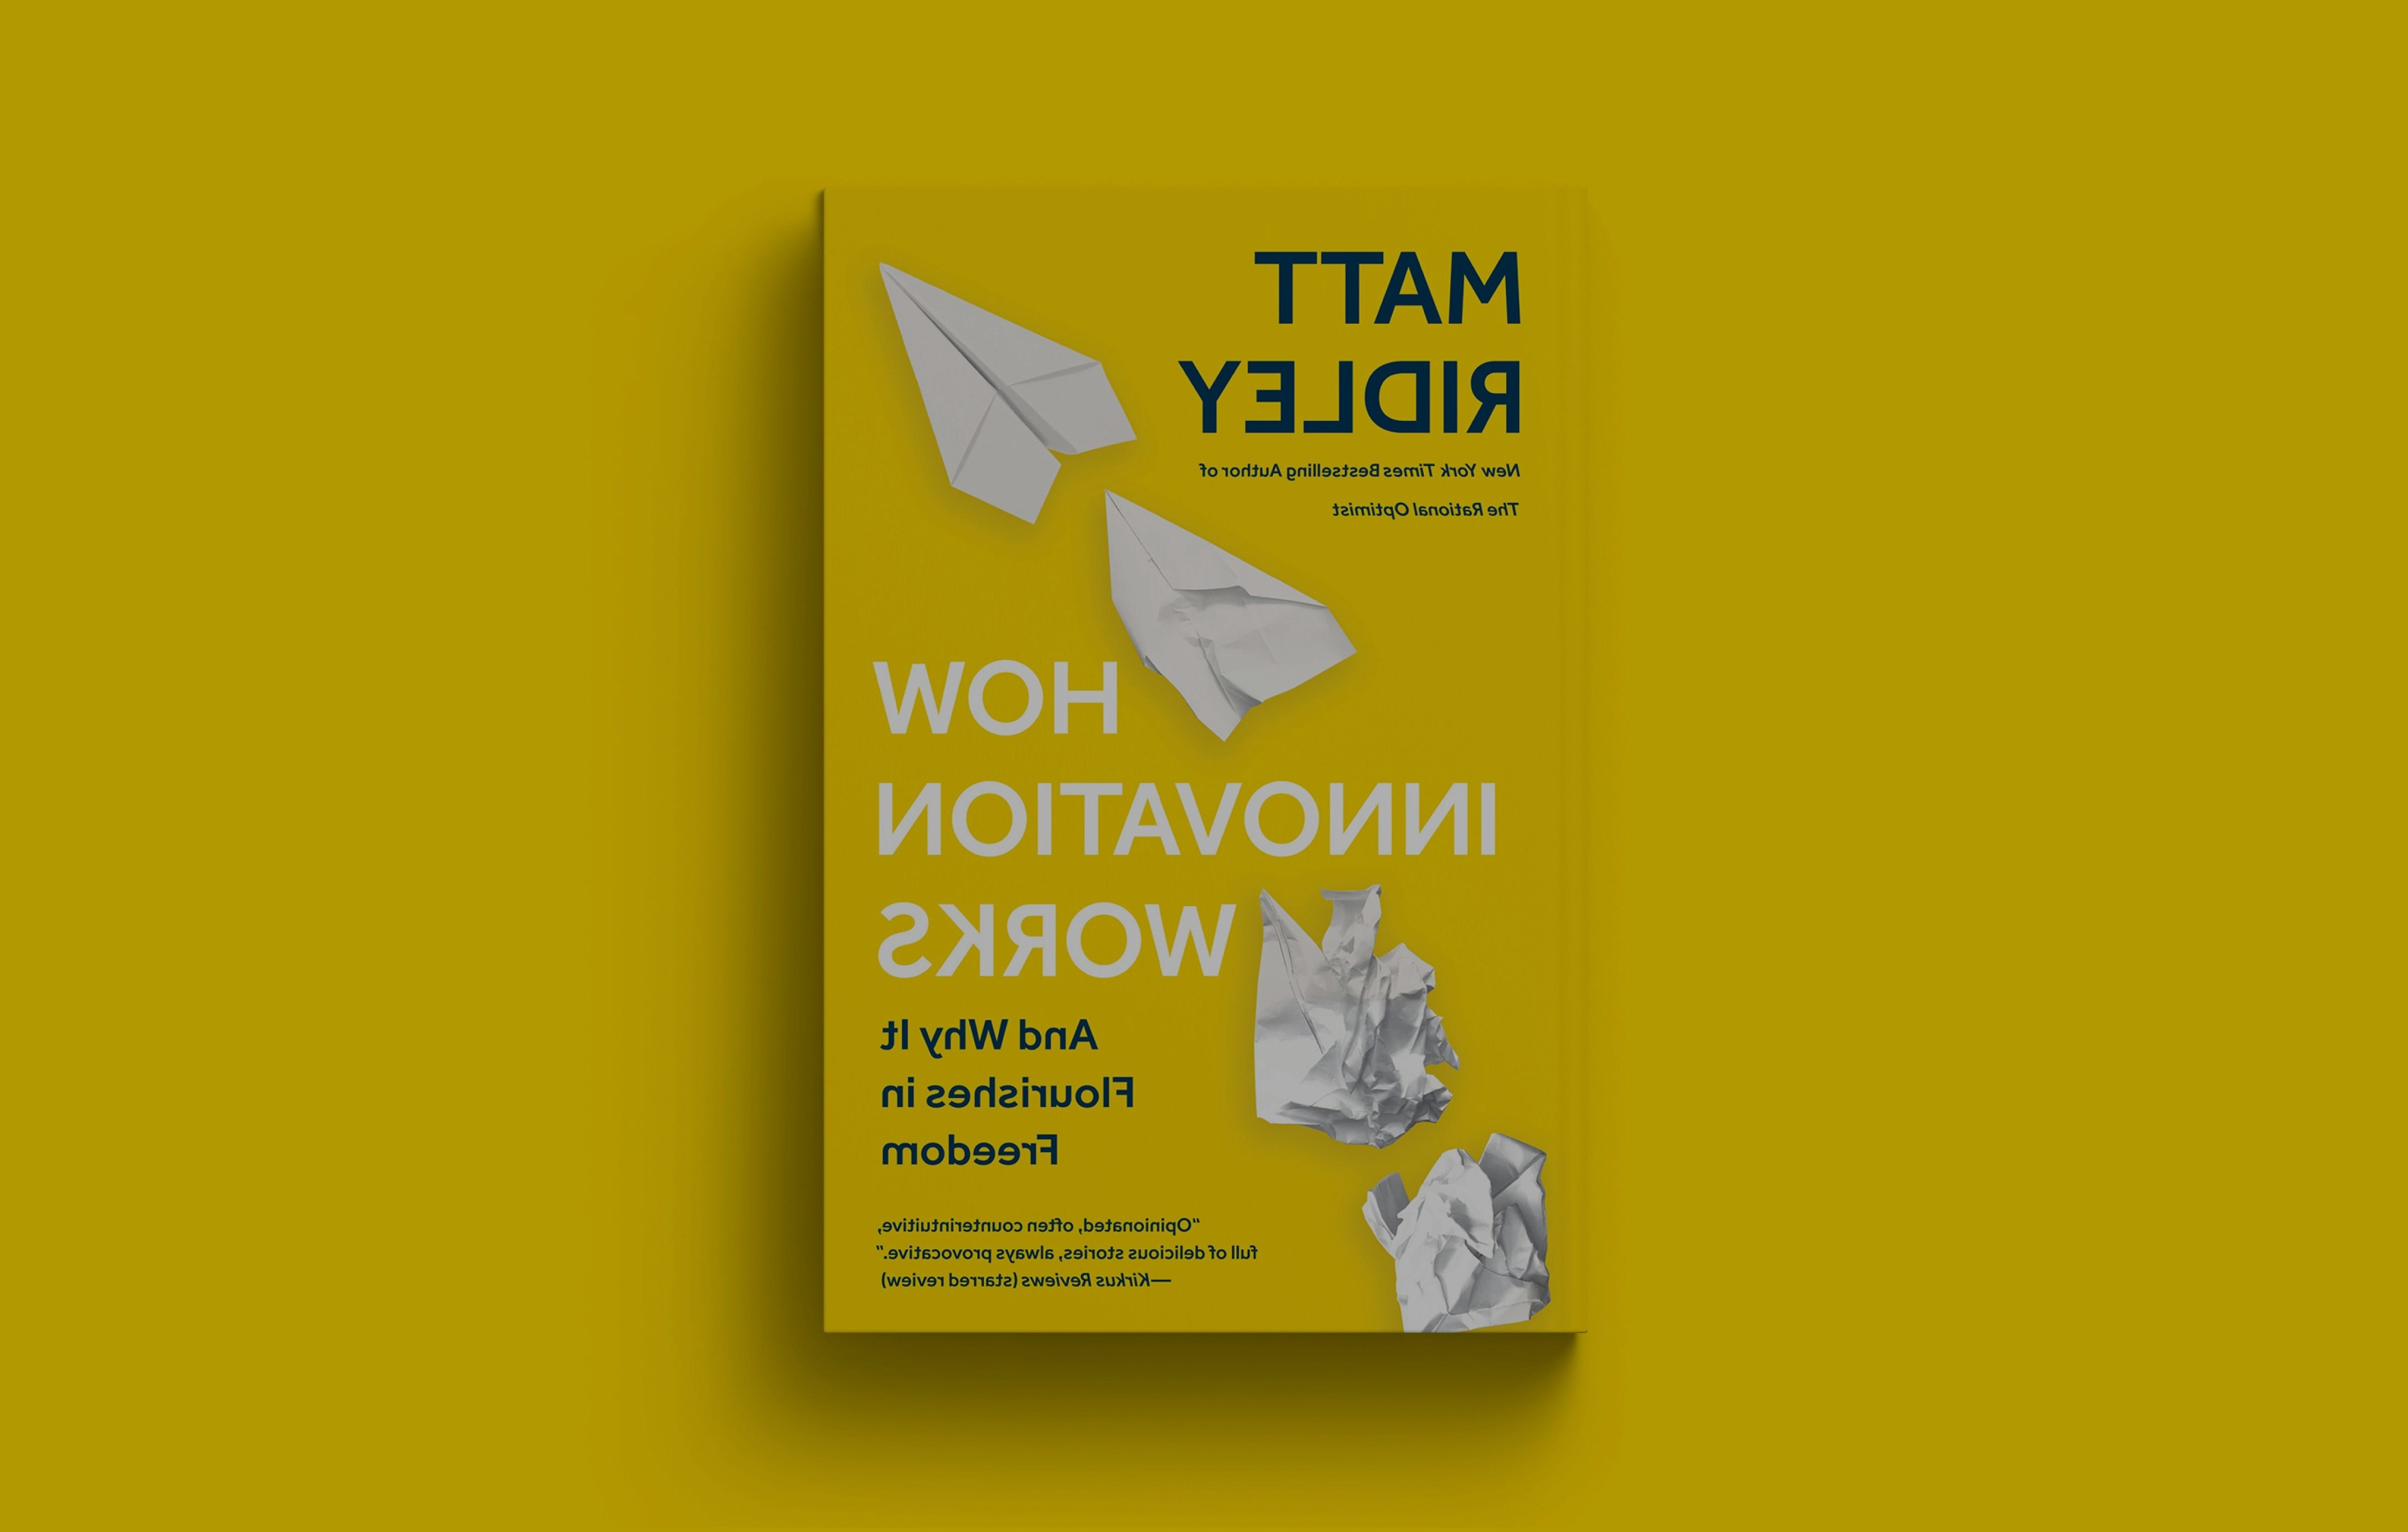 MATT
RIDLEY
New York Times Bestselling Author of
The Rational Optimist
HOW
INNOVATION
WORKS
And Why It
Flourishes in
Freedom
“Opinionated, often counterintuitive,
full of delicious stories, always provocative.”
—Kirkus Reviews (starred review)